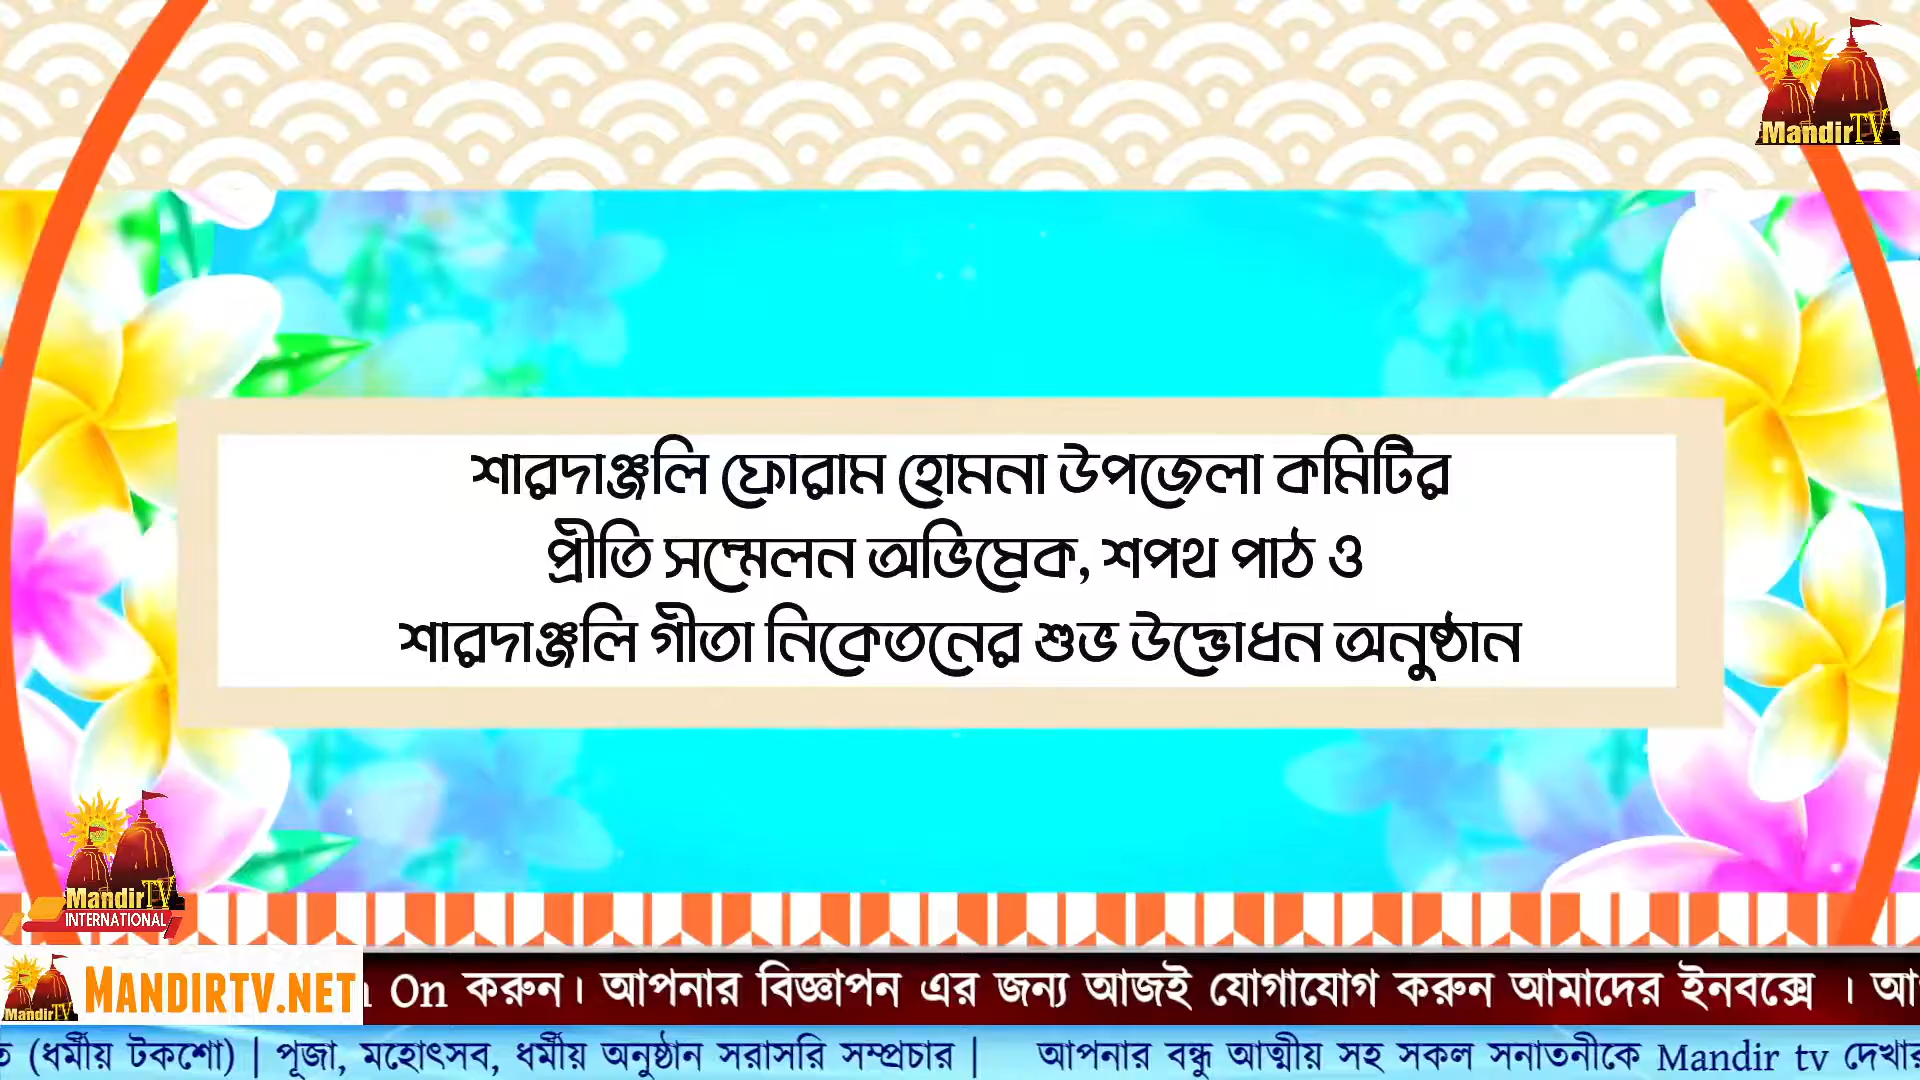 MandirTV
শারদাঞ্জলি ফোরাম হোমনা উপজেলা কমিটির
প্রীতি সম্মেলন অভিষেক, শপথ পাঠ ও
শারদাঞ্জলি গীতা নিকেতনের শুভ উদ্ভোধন অনুষ্ঠান
MandirTV
INTERNATIONAL
MandirTV
MANDIRTV.NET
On করুন। আপনার বিজ্ঞাপন এর জন্য আজই যোগাযোগ করুন আমাদের ইনবক্সে ।
(ধর্মীয় টকশো) | পূজা, মহোৎসব, ধর্মীয় অনুষ্ঠান সরাসরি সম্প্রচার | আপনার বন্ধু আত্মীয় সহ সকল সনাতনীকে Mandir tv